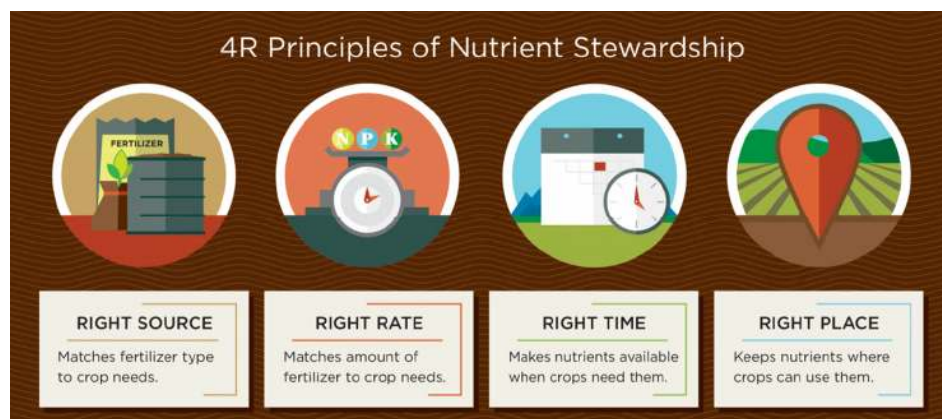 4R Principles of Nutrient Stewardship
FERTILIZER
N P K
RIGHT SOURCE
Matches fertilizer type
to crop needs.
RIGHT RATE
Matches amount of
fertilizer to crop needs.
RIGHT TIME
Makes nutrients available
when crops need them.
RIGHT PLACE
Keeps nutrients where
crops can use them.